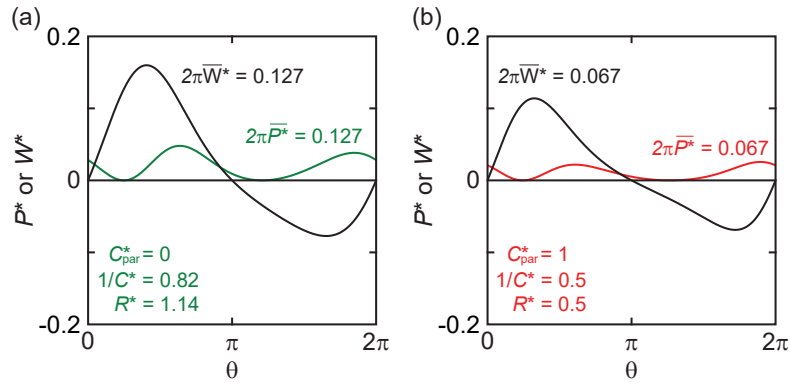 (a)
0.2
0
-0.2
P* or W*
2πW̅* = 0.127
2πP̅* = 0.127
C*par = 0
1/C* = 0.82
R* = 1.14
0
π
2π
θ
(b)
0.2
0
-0.2
P* or W*
2πW̅* = 0.067
2πP̅* = 0.067
C*par = 1
1/C* = 0.5
R* = 0.5
0
π
2π
θ